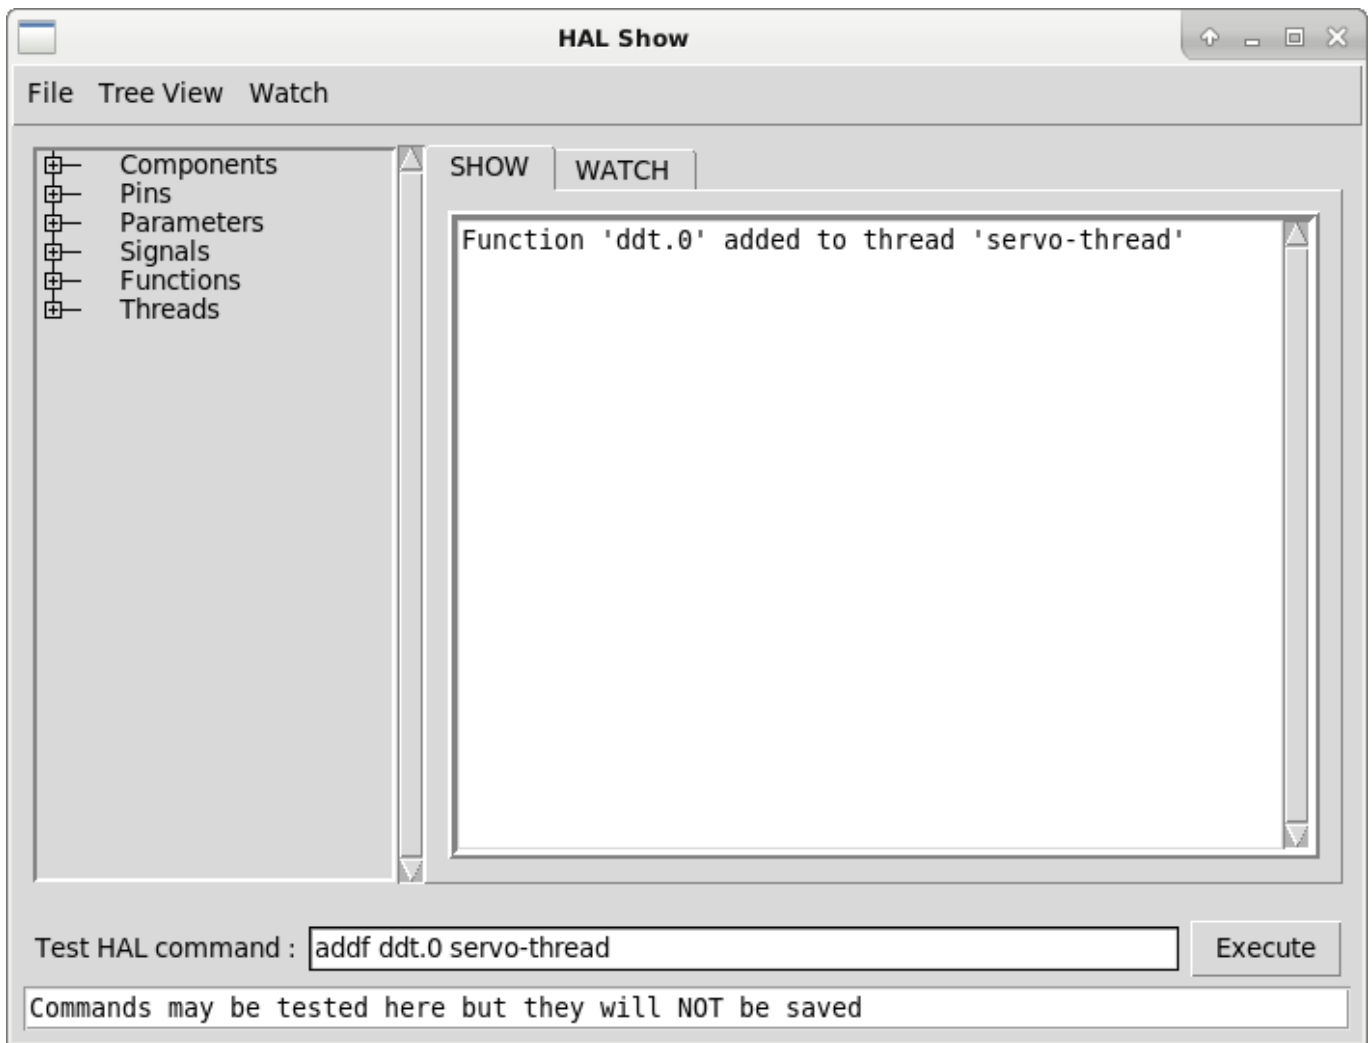 HAL Show
File Tree View Watch
Components
Pins
Parameters
Signals
Functions
Threads
SHOW WATCH
Function 'ddt.0' added to thread 'servo-thread'
Test HAL command : addf ddt.0 servo-thread Execute
Commands may be tested here but they will NOT be saved